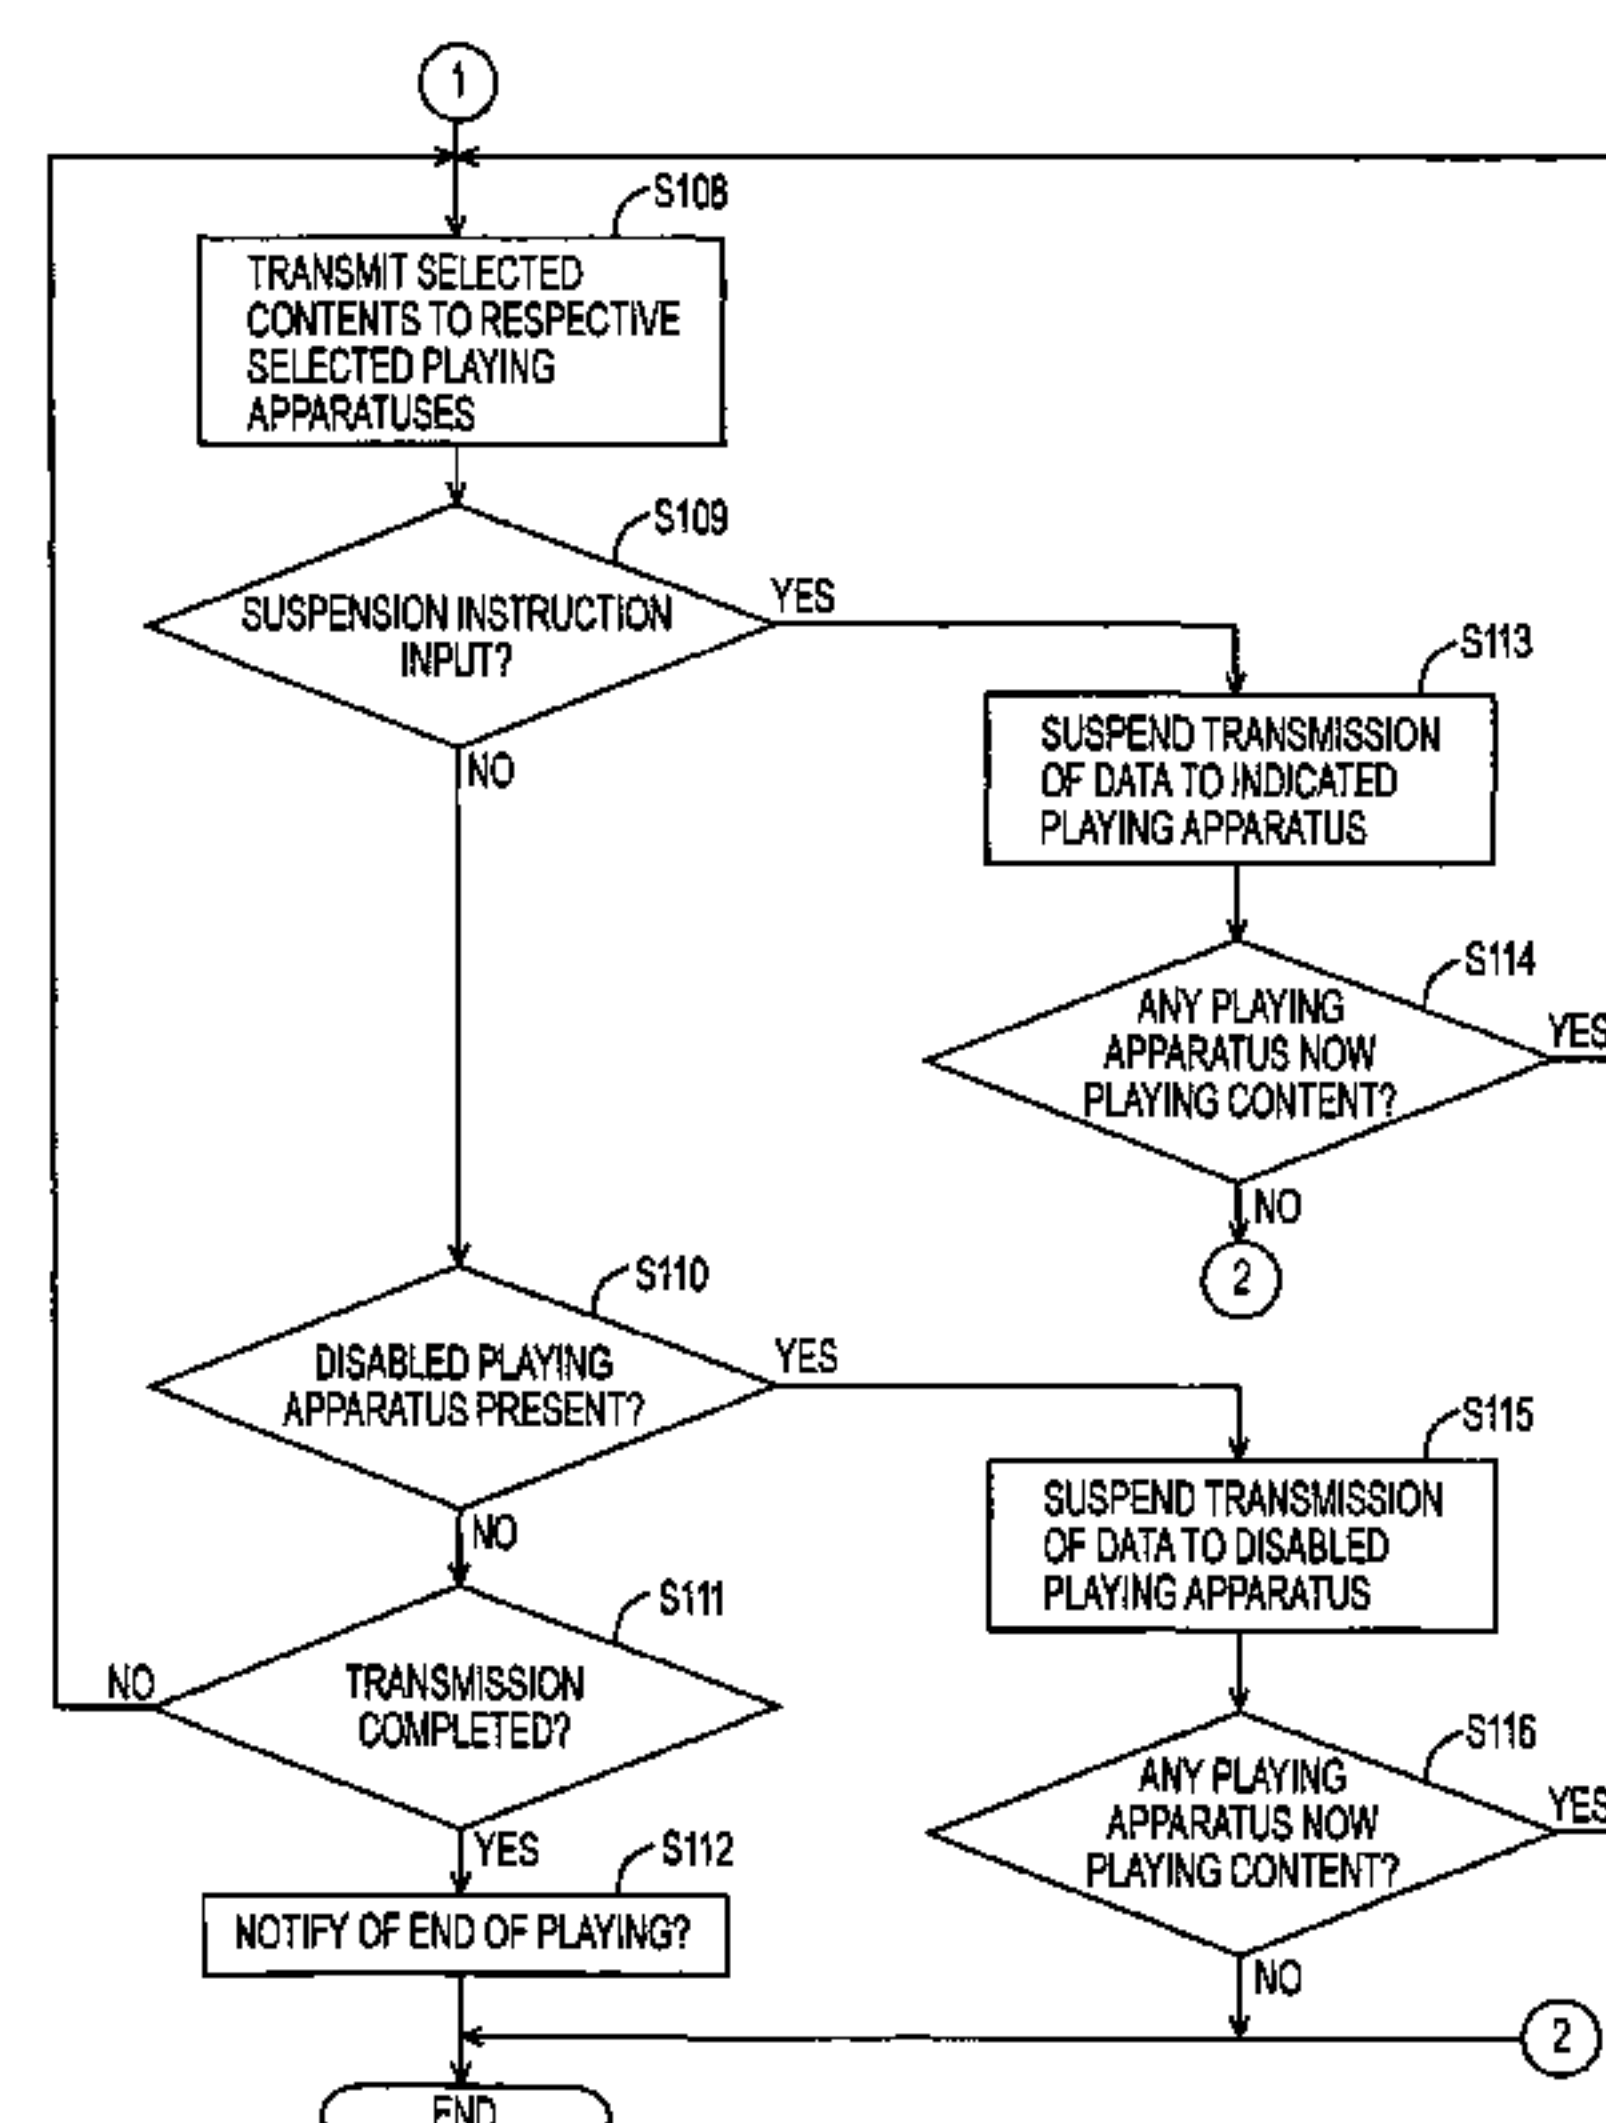 1
S108
TRANSMIT SELECTED
CONTENTS TO RESPECTIVE
SELECTED PLAYING
APPARATUSES
S109
SUSPENSION INSTRUCTION
INPUT?
YES
NO
S113
SUSPEND TRANSMISSION
OF DATA TO INDICATED
PLAYING APPARATUS
S114
ANY PLAYING
APPARATUS NOW
PLAYING CONTENT?
YES
NO
2
S110
DISABLED PLAYING
APPARATUS PRESENT?
YES
NO
S115
SUSPEND TRANSMISSION
OF DATA TO DISABLED
PLAYING APPARATUS
S111
TRANSMISSION
COMPLETED?
NO
YES
S116
ANY PLAYING
APPARATUS NOW
PLAYING CONTENT?
YES
NO
S112
NOTIFY OF END OF PLAYING?
2
END